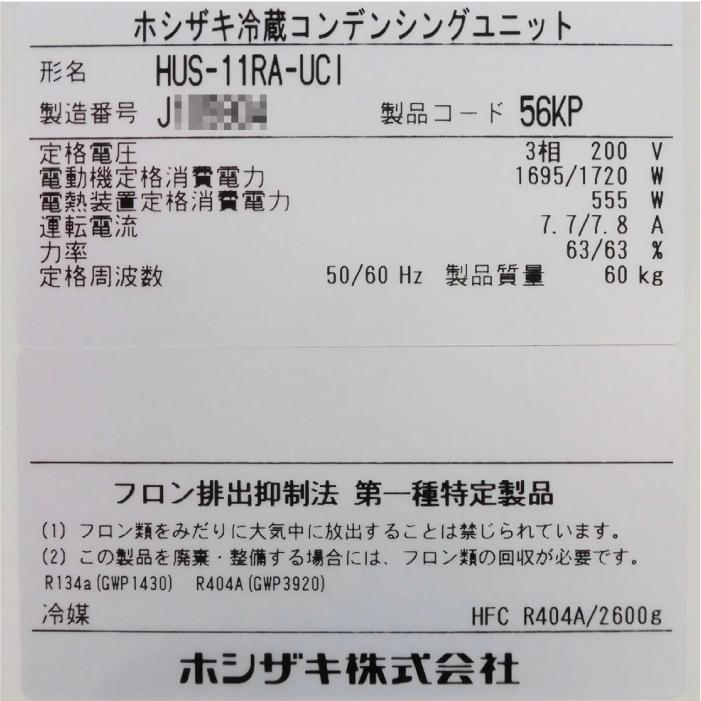 ホシザキ冷蔵コンデンシングユニット
形名 HUS-11RA-UCI
製造番号 J 製品コード 56KP
定格電圧 3相 200 V
電動機定格消費電力 1695/1720 W
電熱装置定格消費電力 555 W
運転電流 7.7/7.8 A
力率 63/63 %
定格周波数 50/60 Hz 製品質量 60 kg
フロン排出抑制法 第一種特定製品
(1) フロン類をみだりに大気中に放出することは禁じられています。
(2) この製品を廃棄・整備する場合には、フロン類の回収が必要です。
R134a(GWP1430) R404A(GWP3920)
冷媒 HFC R404A/2600g
ホシザキ株式会社